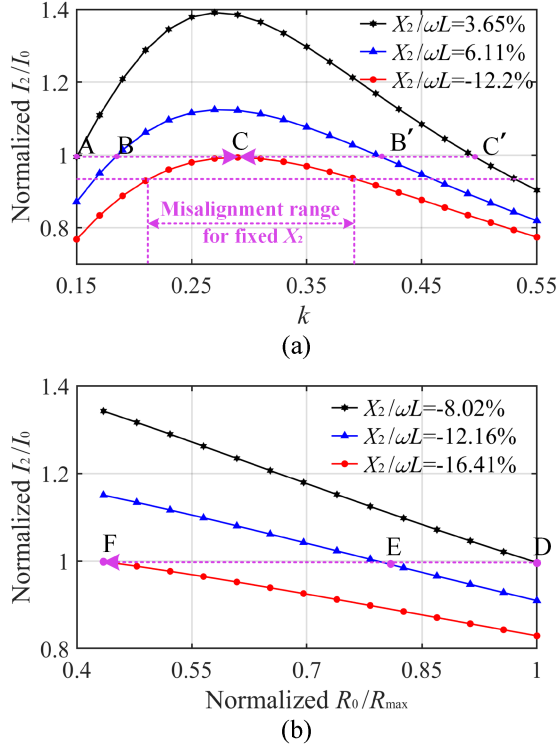 1.4
1.2
1
0.8
Normalized I₂/I₀
X₂/ωL=3.65%
X₂/ωL=6.11%
X₂/ωL=-12.2%
A
B
C
B′
C′
Misalignment range
for fixed X₂
0.15
0.25
0.35
0.45
0.55
k
(a)
1.4
1.2
1
0.8
Normalized I₂/I₀
X₂/ωL=-8.02%
X₂/ωL=-12.16%
X₂/ωL=-16.41%
F
E
D
0.4
0.55
0.7
0.85
1
Normalized R₀/Rmax
(b)